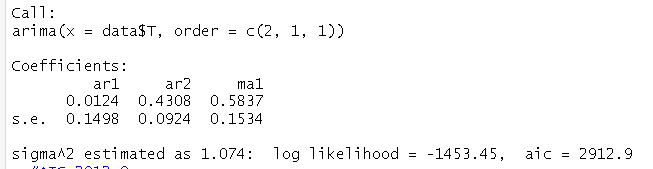 Call:
arima(x = data$T, order = c(2, 1, 1))
Coefficients:
ar1 ar2 ma1
0.0124 0.4308 0.5837
s.e. 0.1498 0.0924 0.1534
sigma^2 estimated as 1.074: log likelihood = -1453.45, aic = 2912.9